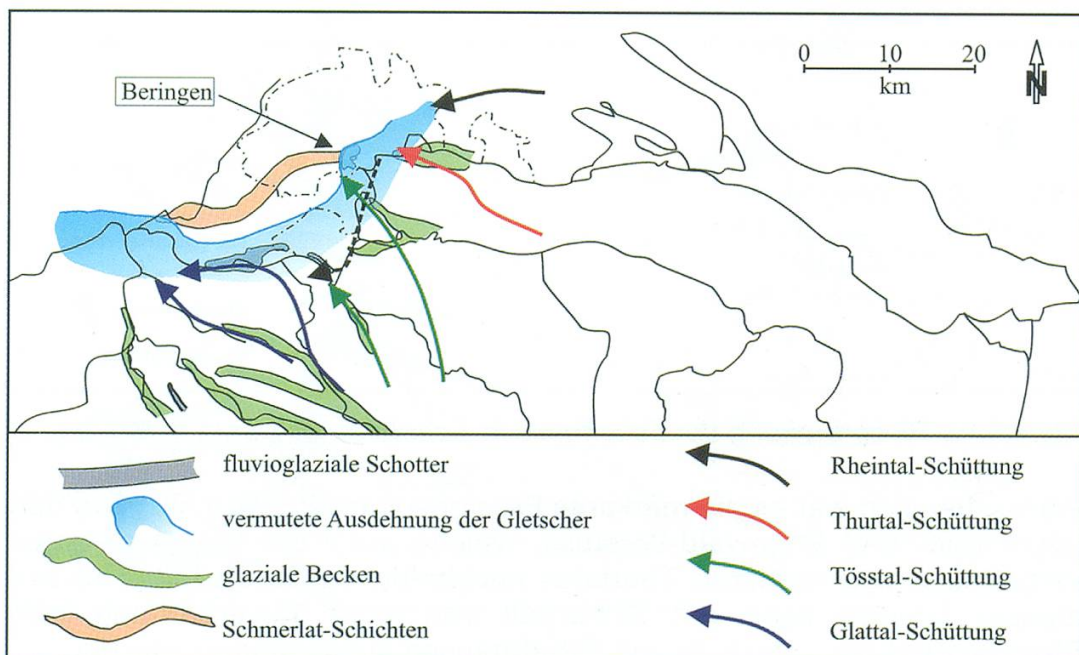 0 10 20
km
N
Beringen
fluvioglaziale Schotter
vermutete Ausdehnung der Gletscher
glaziale Becken
Schmerlat-Schichten
Rheintal-Schüttung
Thurtal-Schüttung
Tösstal-Schüttung
Glattal-Schüttung